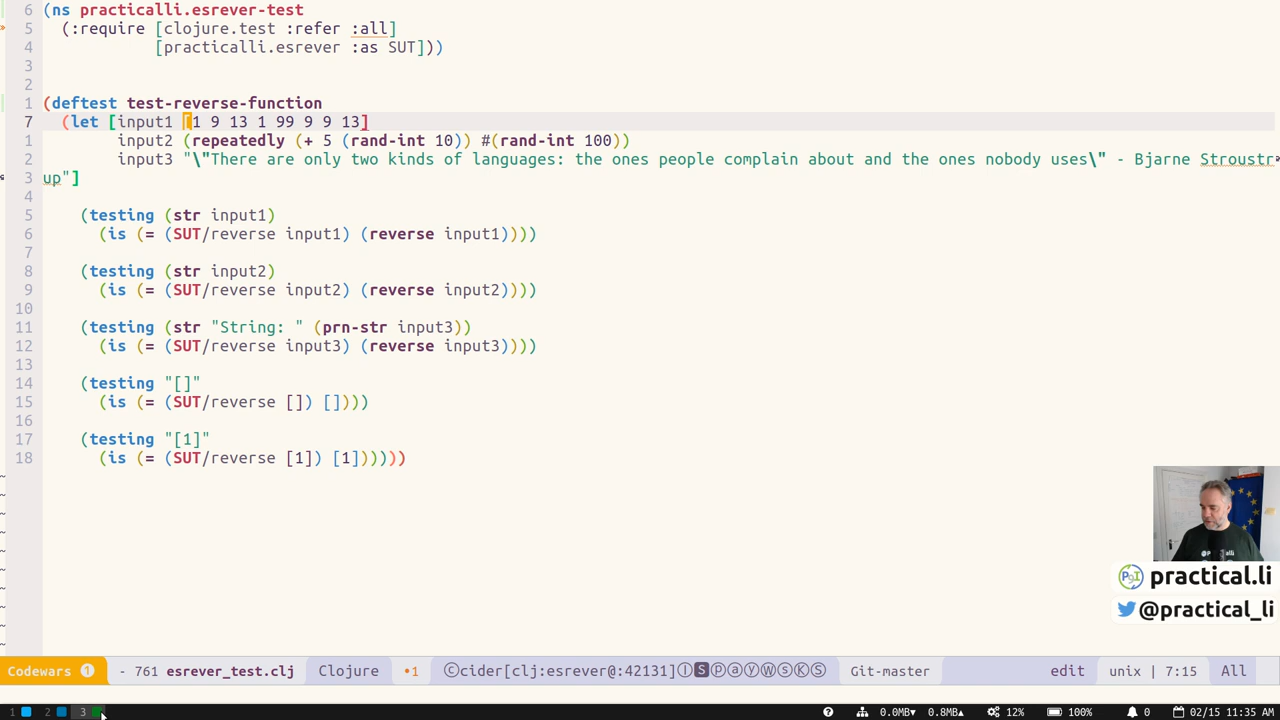 6 (ns practicalli.esrever-test
5 (:require [clojure.test :refer :all]
4 [practicalli.esrever :as SUT]))
3
2
1 (deftest test-reverse-function
7 (let [input1 [1 9 13 1 99 9 9 13]
1 input2 (repeatedly (+ 5 (rand-int 10)) #(rand-int 100))
2 input3 "\"There are only two kinds of languages: the ones people complain about and the ones nobody uses\" - Bjarne Stroustr
3 up"]
4
5 (testing (str input1)
6 (is (= (SUT/reverse input1) (reverse input1))))
7
8 (testing (str input2)
9 (is (= (SUT/reverse input2) (reverse input2))))
10
11 (testing (str "String: " (prn-str input3))
12 (is (= (SUT/reverse input3) (reverse input3))))
13
14 (testing "[]"
15 (is (= (SUT/reverse []) [])))
16
17 (testing "[1]"
18 (is (= (SUT/reverse [1]) [1])))))
practical.li
@practical_li
Codewars 1 - 761 esrever_test.clj Clojure •1 ⓒcider[clj:esrever@:42131]ⒾⓈⓟⓐⓨⓦⓢⓀⓈ Git-master edit unix | 7:15 All
1 2 3 0.0MB▾ 0.8MB▴ 12% 100% 0 02/15 11:35 AM